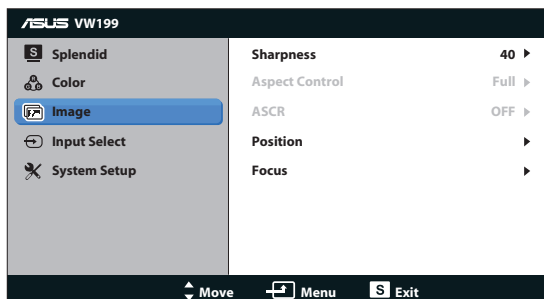 ASUS VW199
S Splendid
Color
Image
Input Select
System Setup
Sharpness 40
Aspect Control Full
ASCR OFF
Position
Focus
Move Menu S Exit